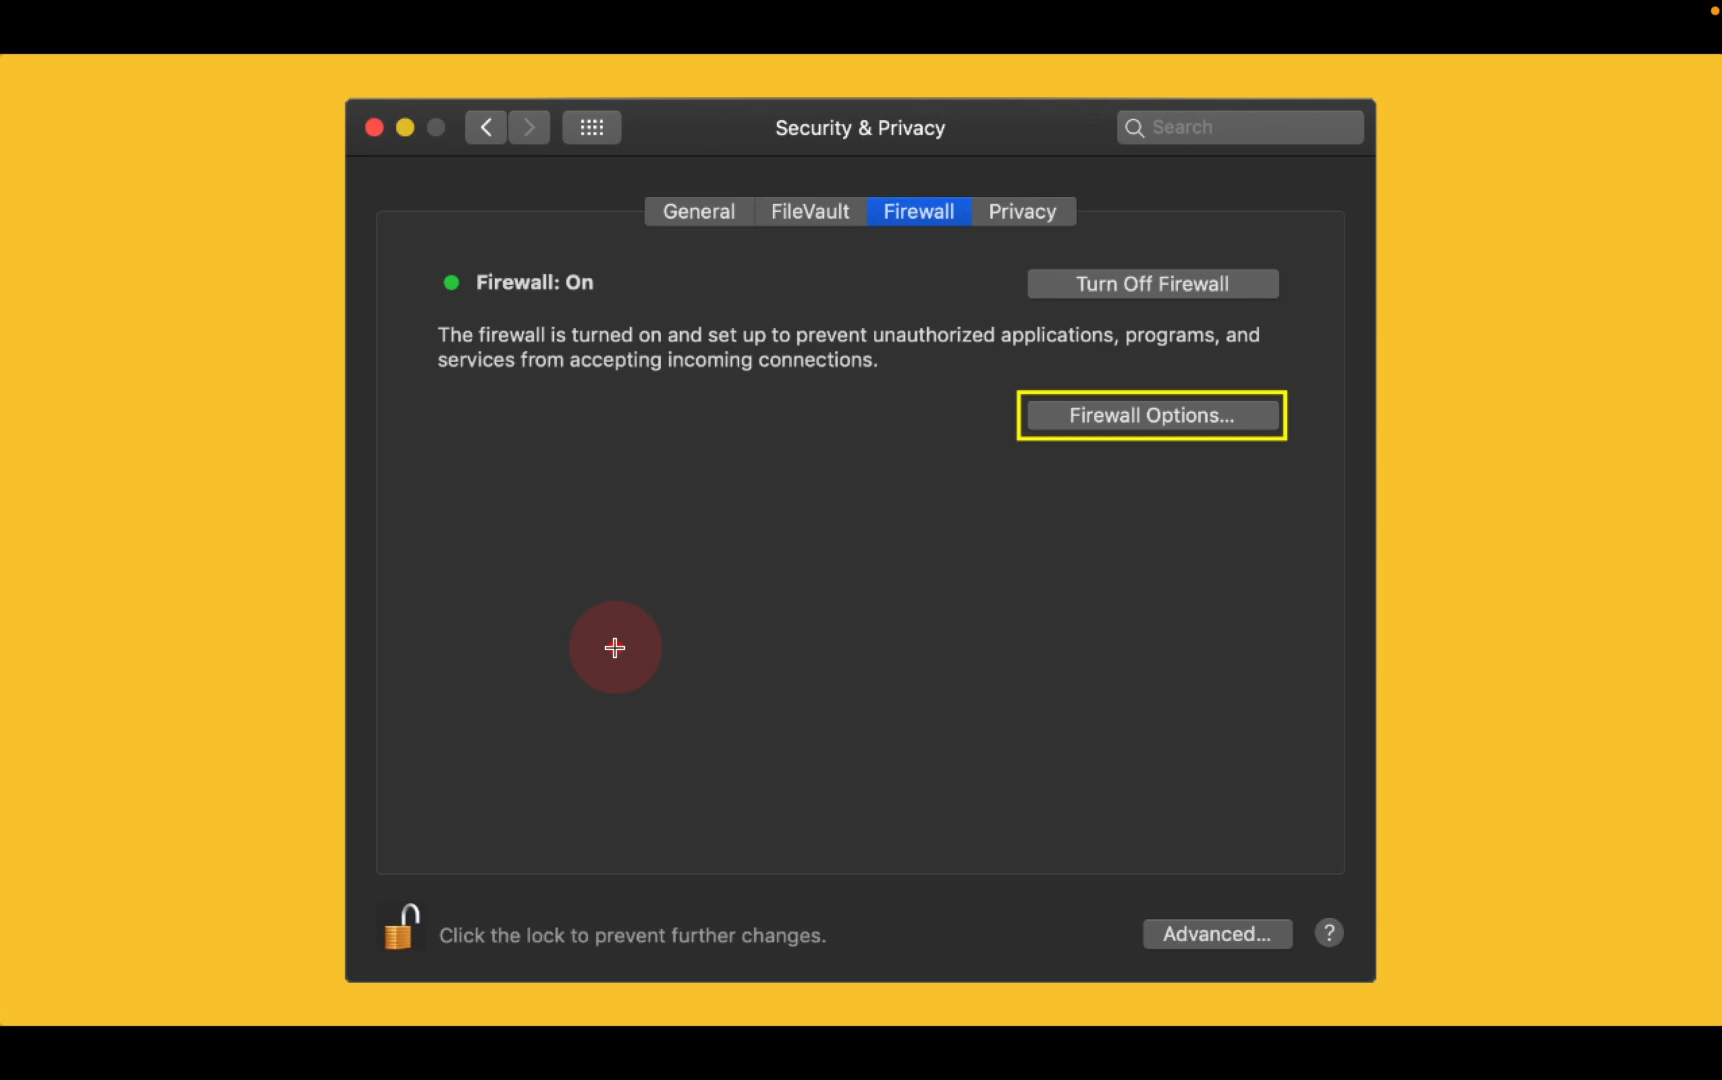 Security & Privacy
Search
General
FileVault
Firewall
Privacy
Firewall: On
Turn Off Firewall
The firewall is turned on and set up to prevent unauthorized applications, programs, and
services from accepting incoming connections.
Firewall Options...
Click the lock to prevent further changes.
Advanced...
?